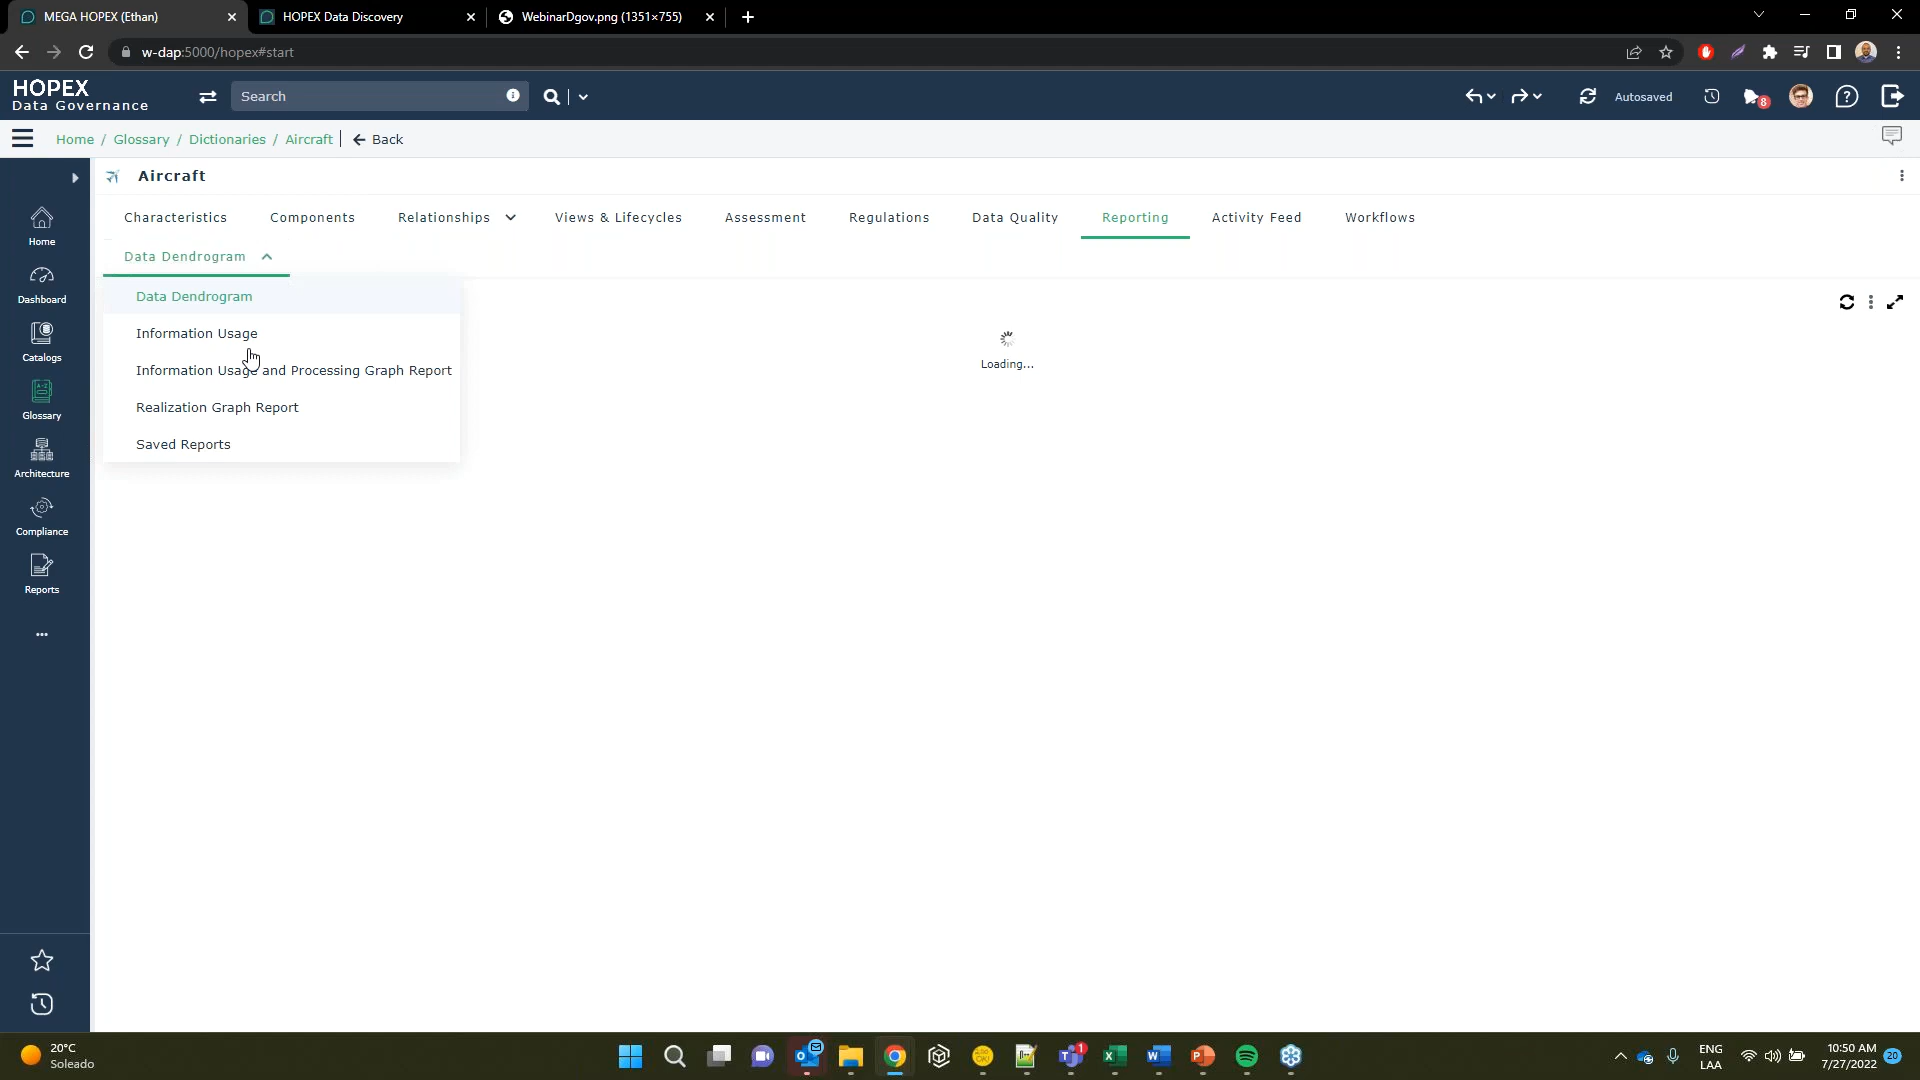 MEGA HOPEX (Ethan)
HOPEX Data Discovery
WebinarDgov.png (1351×755)
w-dap:5000/hopex#start
HOPEX
Data Governance
Search
Autosaved
8
Home / Glossary / Dictionaries / Aircraft
Back
Aircraft
Characteristics
Components
Relationships
Views & Lifecycles
Assessment
Regulations
Data Quality
Reporting
Activity Feed
Workflows
Data Dendrogram
Data Dendrogram
Information Usage
Information Usage and Processing Graph Report
Realization Graph Report
Saved Reports
Loading...
Home
Dashboard
Catalogs
A-Z
Glossary
Architecture
Compliance
Reports
20°C
Soleado
1
ENG
LAA
10:50 AM
7/27/2022
20